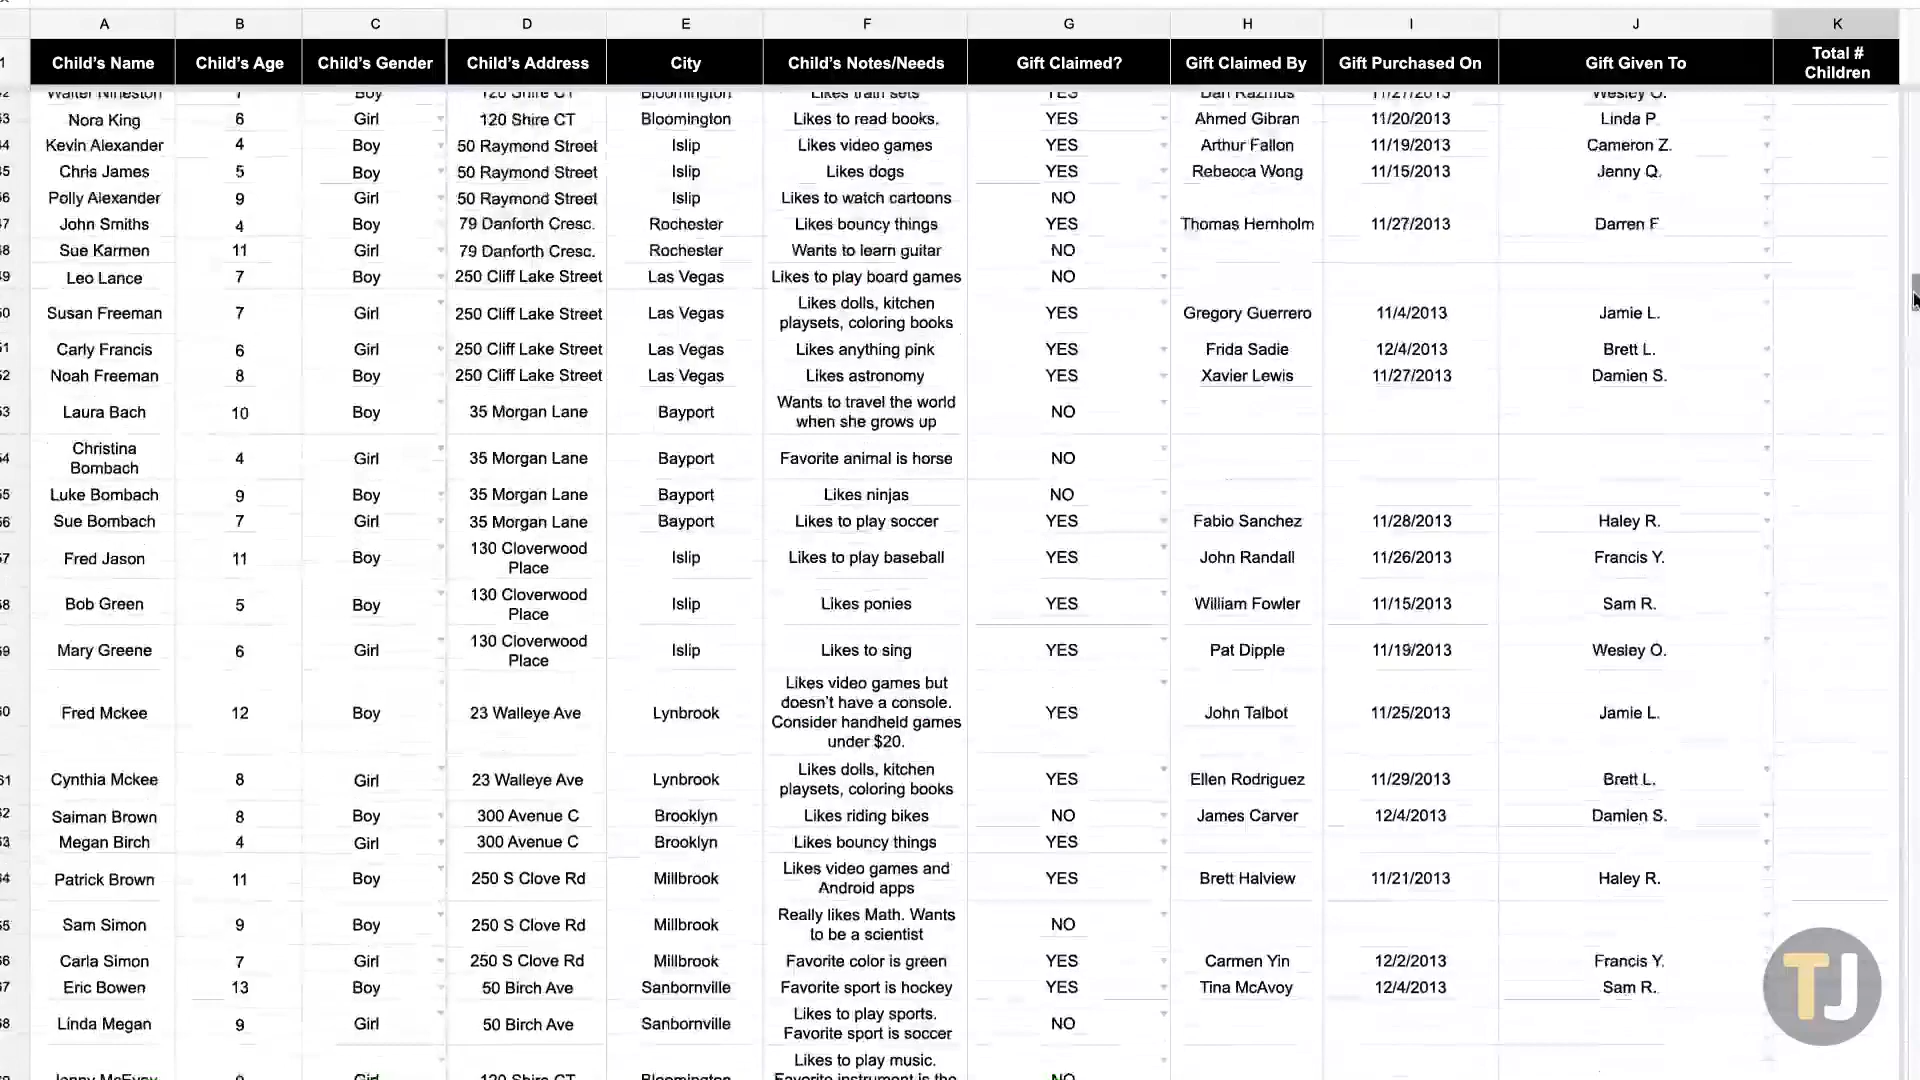 A B C D E F G H I J K
1 Child's Name Child's Age Child's Gender Child's Address City Child's Notes/Needs Gift Claimed? Gift Claimed By Gift Purchased On Gift Given To Total # Children
Boy 120 Shire CT Bloomington Likes train sets YES 11/27/2013 Wesley O.
Nora King 6 Girl 120 Shire CT Bloomington Likes to read books. YES Ahmed Gibran 11/20/2013 Linda P.
Kevin Alexander 4 Boy 50 Raymond Street Islip Likes video games YES Arthur Fallon 11/19/2013 Cameron Z.
Chris James 5 Boy 50 Raymond Street Islip Likes dogs YES Rebecca Wong 11/15/2013 Jenny Q.
Polly Alexander 9 Girl 50 Raymond Street Islip Likes to watch cartoons NO
John Smiths 4 Boy 79 Danforth Cresc. Rochester Likes bouncy things YES Thomas Hernholm 11/27/2013 Darren F
Sue Karmen 11 Girl 79 Danforth Cresc. Rochester Wants to learn guitar NO
Leo Lance 7 Boy 250 Cliff Lake Street Las Vegas Likes to play board games NO
Susan Freeman 7 Girl 250 Cliff Lake Street Las Vegas Likes dolls, kitchen playsets, coloring books YES Gregory Guerrero 11/4/2013 Jamie L.
Carly Francis 6 Girl 250 Cliff Lake Street Las Vegas Likes anything pink YES Frida Sadie 12/4/2013 Brett L.
Noah Freeman 8 Boy 250 Cliff Lake Street Las Vegas Likes astronomy YES Xavier Lewis 11/27/2013 Damien S.
Laura Bach 10 Boy 35 Morgan Lane Bayport Wants to travel the world when she grows up NO
Christina Bombach 4 Girl 35 Morgan Lane Bayport Favorite animal is horse NO
Luke Bombach 9 Boy 35 Morgan Lane Bayport Likes ninjas NO
Sue Bombach 7 Girl 35 Morgan Lane Bayport Likes to play soccer YES Fabio Sanchez 11/28/2013 Haley R.
Fred Jason 11 Boy 130 Cloverwood Place Islip Likes to play baseball YES John Randall 11/26/2013 Francis Y.
Bob Green 5 Boy 130 Cloverwood Place Islip Likes ponies YES William Fowler 11/15/2013 Sam R.
Mary Greene 6 Girl 130 Cloverwood Place Islip Likes to sing YES Pat Dipple 11/19/2013 Wesley O.
Fred Mckee 12 Boy 23 Walleye Ave Lynbrook Likes video games but doesn't have a console. Consider handheld games under $20. YES John Talbot 11/25/2013 Jamie L.
Cynthia Mckee 8 Girl 23 Walleye Ave Lynbrook Likes dolls, kitchen playsets, coloring books YES Ellen Rodriguez 11/29/2013 Brett L.
Saiman Brown 8 Boy 300 Avenue C Brooklyn Likes riding bikes NO James Carver 12/4/2013 Damien S.
Megan Birch 4 Girl 300 Avenue C Brooklyn Likes bouncy things YES
Patrick Brown 11 Boy 250 S Clove Rd Millbrook Likes video games and Android apps YES Brett Halview 11/21/2013 Haley R.
Sam Simon 9 Boy 250 S Clove Rd Millbrook Really likes Math. Wants to be a scientist NO
Carla Simon 7 Girl 250 S Clove Rd Millbrook Favorite color is green YES Carmen Yin 12/2/2013 Francis Y.
Eric Bowen 13 Boy 50 Birch Ave Sanbornville Favorite sport is hockey YES Tina McAvoy 12/4/2013 Sam R.
Linda Megan 9 Girl 50 Birch Ave Sanbornville Likes to play sports. Favorite sport is soccer NO
Girl 120 Shire CT Bloomington Likes to play music. Favorite instrument is the NO
TJ